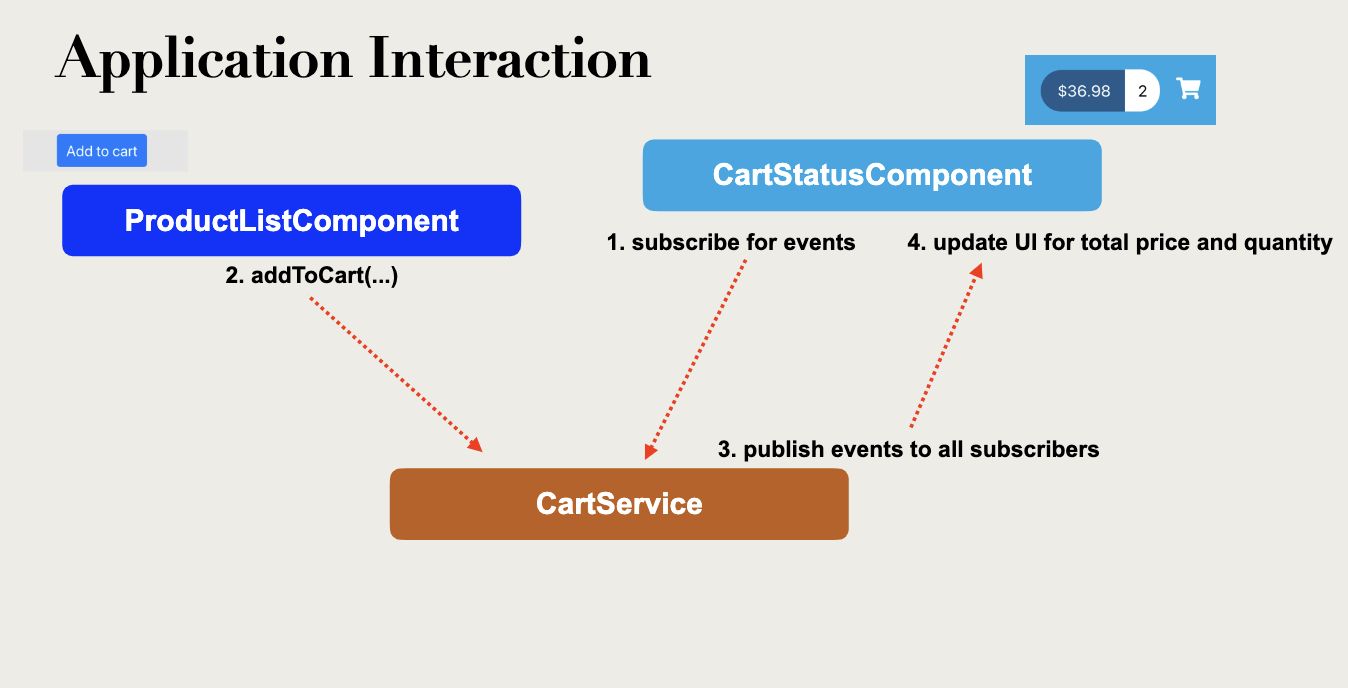 Application Interaction
$36.98 2
Add to cart
CartStatusComponent
ProductListComponent
1. subscribe for events
4. update UI for total price and quantity
2. addToCart(...)
3. publish events to all subscribers
CartService